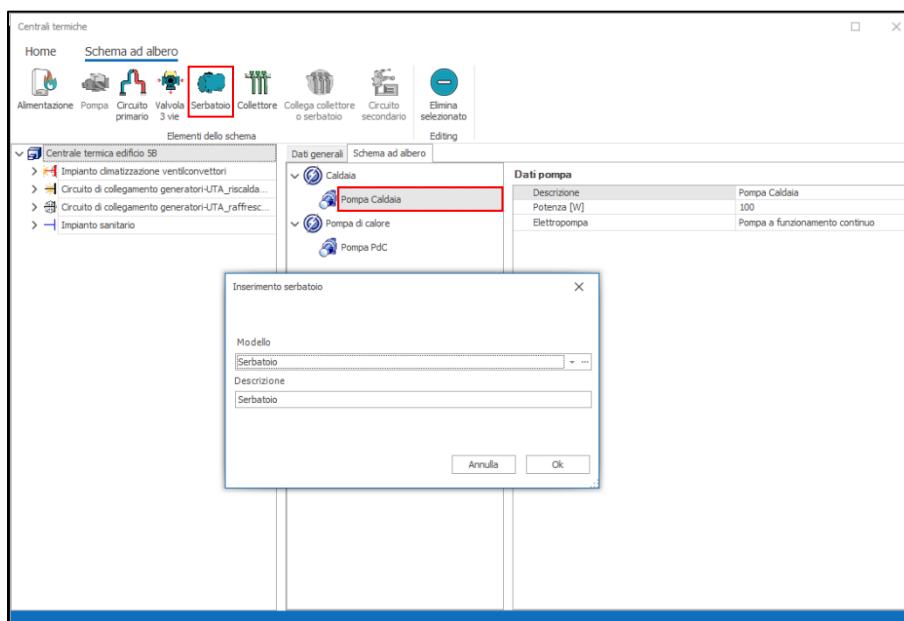 Centrali termiche
Home Schema ad albero
Alimentazione Pompa Circuito primario Valvola 3 vie Serbatoio Collettore Collega collettore o serbatoio Circuito secondario Elimina selezionato
Elementi dello schema Editing
Centrale termica edificio 5B
Impianto climatizzazione ventilconvettori
Circuito di collegamento generatori-UTA_riscalda...
Circuito di collegamento generatori-UTA_raffresc...
Impianto sanitario
Dati generali Schema ad albero
Caldaia
Pompa Caldaia
Pompa di calore
Pompa PdC
Dati pompa
Descrizione Pompa Caldaia
Potenza [W] 100
Elettropompa Pompa a funzionamento continuo
Inserimento serbatoio
Modello
Serbatoio
Descrizione
Serbatoio
Annulla Ok